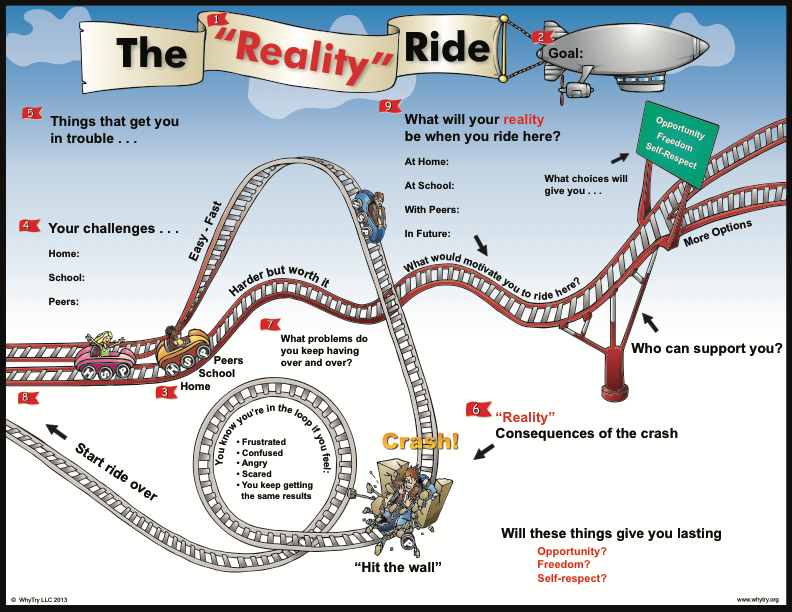 1
The “Reality” Ride
2
Goal:
5
Things that get you
in trouble . . .
9
What will your reality
be when you ride here?
At Home:
At School:
With Peers:
In Future:
Opportunity
Freedom
Self-Respect
What choices will
give you . . .
4
Your challenges . . .
Home:
School:
Peers:
Easy - Fast
Harder but worth it
What would motivate you to ride here?
More Options
7
What problems do
you keep having
over and over?
Who can support you?
H S P
H S P
Peers
School
Home
3
8
Start ride over
You know you're in the loop if you feel:
• Frustrated
• Confused
• Angry
• Scared
• You keep getting
the same results
Crash!
6
“Reality”
Consequences of the crash
“Hit the wall”
Will these things give you lasting
Opportunity?
Freedom?
Self-respect?
© WhyTry LLC 2013
www.whytry.org